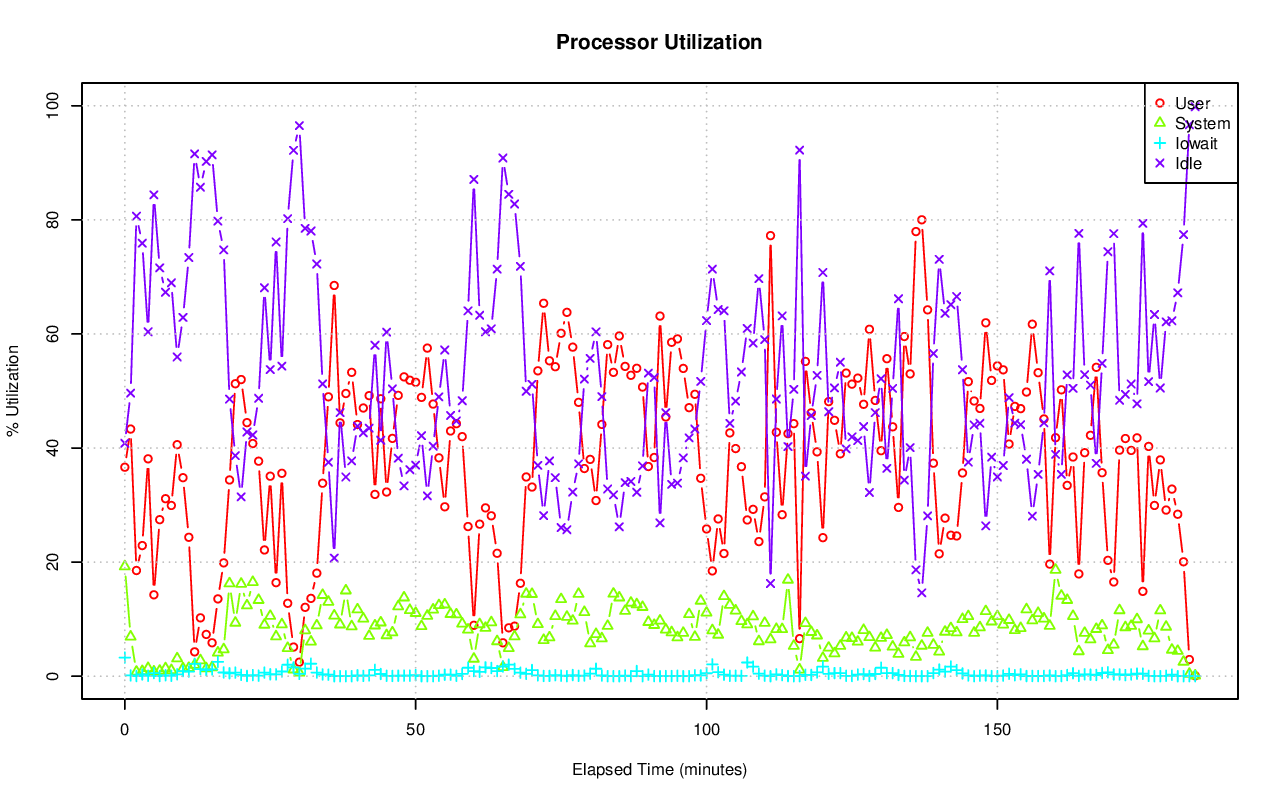 Processor Utilization
% Utilization
100
80
60
40
20
0
User
System
Iowait
Idle
0 50 100 150
Elapsed Time (minutes)